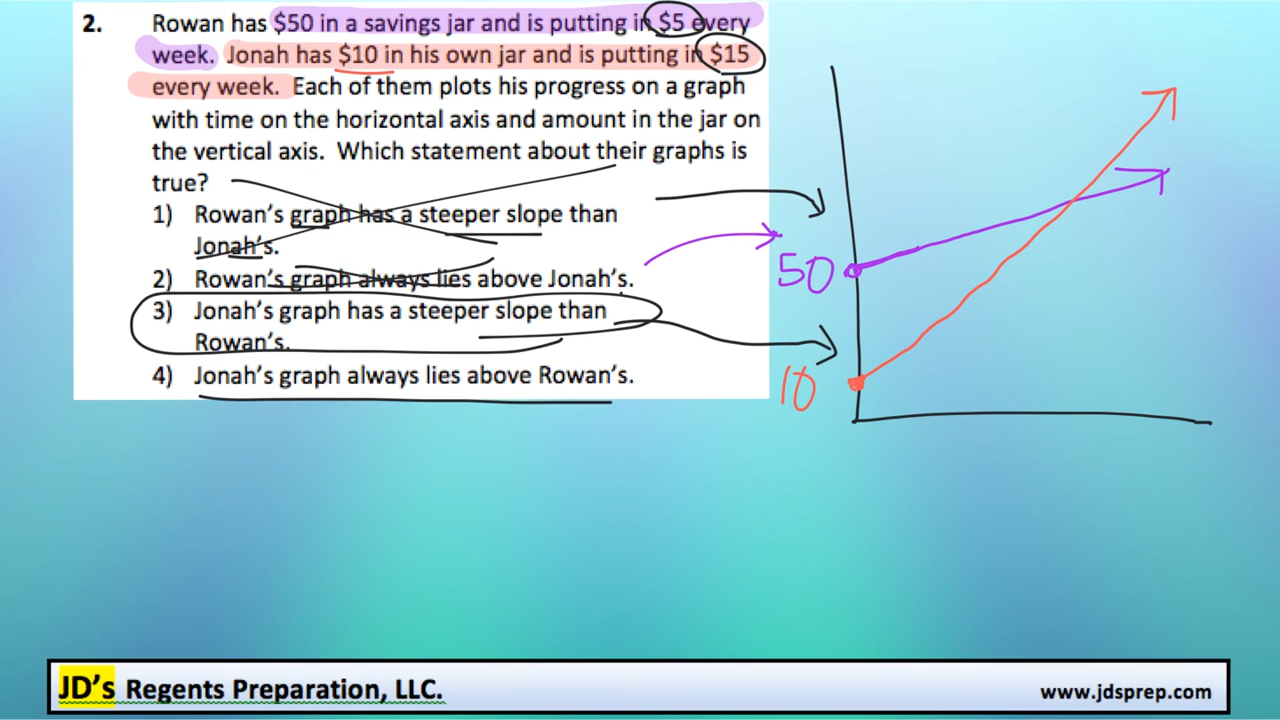 2. Rowan has $50 in a savings jar and is putting in $5 every
week. Jonah has $10 in his own jar and is putting in $15
every week. Each of them plots his progress on a graph
with time on the horizontal axis and amount in the jar on
the vertical axis. Which statement about their graphs is
true?
1) Rowan's graph has a steeper slope than
Jonah's.
2) Rowan's graph always lies above Jonah's.
3) Jonah's graph has a steeper slope than
Rowan's.
4) Jonah's graph always lies above Rowan's.
50
10
JD's Regents Preparation, LLC.
www.jdsprep.com